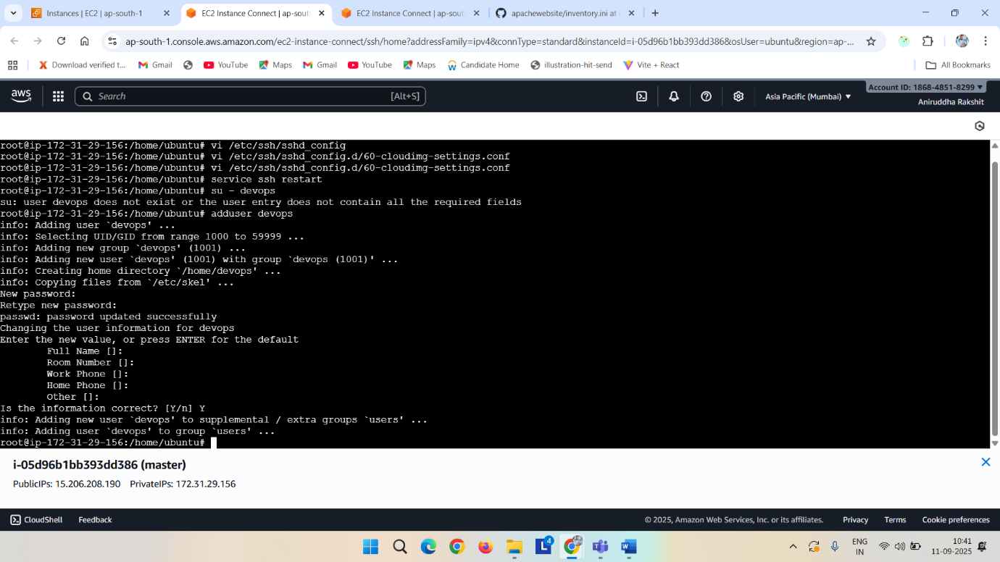 Instances | EC2 | ap-south-1
EC2 Instance Connect | ap-sout
EC2 Instance Connect | ap-sout
apachewebsite/inventory.ini at
ap-south-1.console.aws.amazon.com/ec2-instance-connect/ssh/home?addressFamily=ipv4&connType=standard&instanceId=i-05d96b1bb393dd386&osUser=ubuntu&region=ap-...
Download verified t...
Gmail
YouTube
Maps
Gmail
YouTube
Maps
Candidate Home
illustration-hit-send
Vite + React
All Bookmarks
aws
Search
[Alt+S]
Asia Pacific (Mumbai)
Account ID: 1868-4851-8299
Aniruddha Rakshit
root@ip-172-31-29-156:/home/ubuntu# vi /etc/ssh/sshd_config
root@ip-172-31-29-156:/home/ubuntu# vi /etc/ssh/sshd_config.d/60-cloudimg-settings.conf
root@ip-172-31-29-156:/home/ubuntu# vi /etc/ssh/sshd_config.d/60-cloudimg-settings.conf
root@ip-172-31-29-156:/home/ubuntu# service ssh restart
root@ip-172-31-29-156:/home/ubuntu# su - devops
su: user devops does not exist or the user entry does not contain all the required fields
root@ip-172-31-29-156:/home/ubuntu# adduser devops
info: Adding user `devops' ...
info: Selecting UID/GID from range 1000 to 59999 ...
info: Adding new group `devops' (1001) ...
info: Adding new user `devops' (1001) with group `devops (1001)' ...
info: Creating home directory `/home/devops' ...
info: Copying files from `/etc/skel' ...
New password:
Retype new password:
passwd: password updated successfully
Changing the user information for devops
Enter the new value, or press ENTER for the default
Full Name []:
Room Number []:
Work Phone []:
Home Phone []:
Other []:
Is the information correct? [Y/n] Y
info: Adding new user `devops' to supplemental / extra groups `users' ...
info: Adding user `devops' to group `users' ...
root@ip-172-31-29-156:/home/ubuntu#
i-05d96b1bb393dd386 (master)
PublicIPs: 15.206.208.190 PrivateIPs: 172.31.29.156
CloudShell
Feedback
© 2025, Amazon Web Services, Inc. or its affiliates.
Privacy
Terms
Cookie preferences
L
4
W
ENG
IN
10:41
11-09-2025